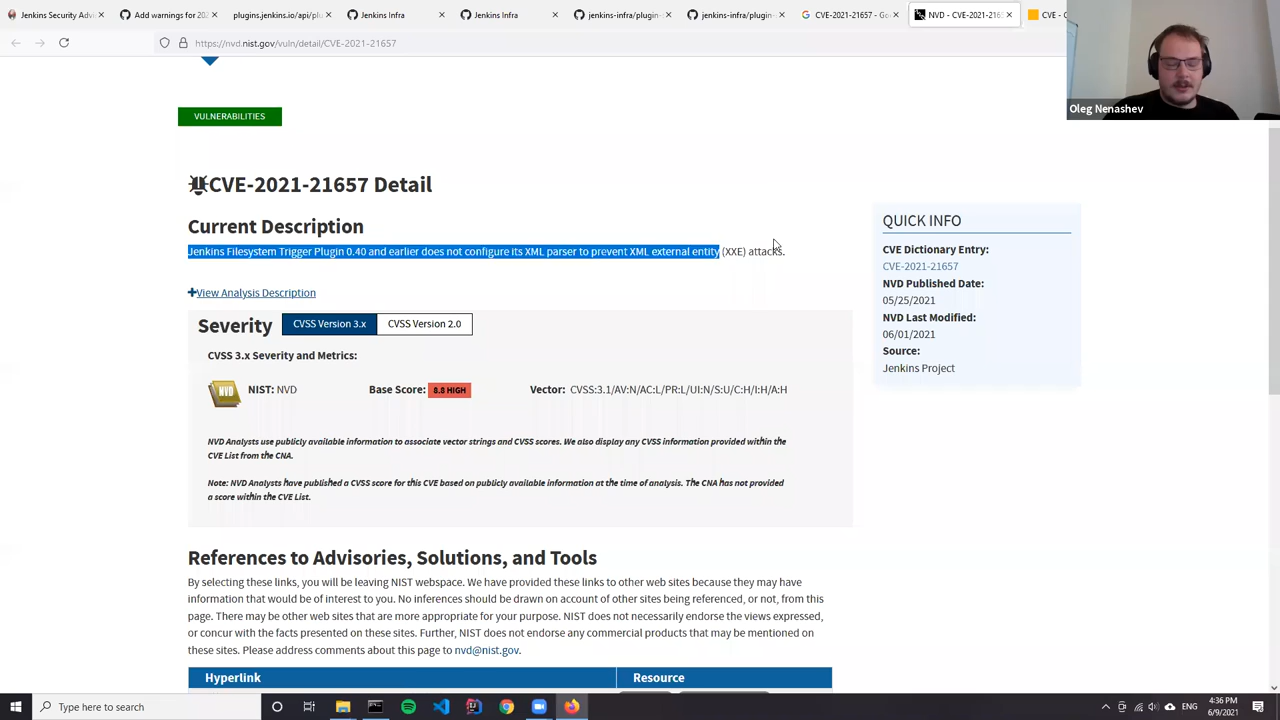 Jenkins Security Advi
Add warnings for 202
plugins.jenkins.io/api/plu
Jenkins Infra
Jenkins Infra
jenkins-infra/plugin-
jenkins-infra/plugin-
CVE-2021-21657 - Go
NVD - CVE-2021-216
CVE - C
https://nvd.nist.gov/vuln/detail/CVE-2021-21657
Oleg Nenashev
VULNERABILITIES
CVE-2021-21657 Detail
Current Description
Jenkins Filesystem Trigger Plugin 0.40 and earlier does not configure its XML parser to prevent XML external entity (XXE) attacks.
View Analysis Description
Severity
CVSS Version 3.x
CVSS Version 2.0
CVSS 3.x Severity and Metrics:
NVD
NIST: NVD
Base Score: 8.8 HIGH
Vector: CVSS:3.1/AV:N/AC:L/PR:L/UI:N/S:U/C:H/I:H/A:H
NVD Analysts use publicly available information to associate vector strings and CVSS scores. We also display any CVSS information provided within the
CVE List from the CNA.
Note: NVD Analysts have published a CVSS score for this CVE based on publicly available information at the time of analysis. The CNA has not provided
a score within the CVE List.
QUICK INFO
CVE Dictionary Entry:
CVE-2021-21657
NVD Published Date:
05/25/2021
NVD Last Modified:
06/01/2021
Source:
Jenkins Project
References to Advisories, Solutions, and Tools
By selecting these links, you will be leaving NIST webspace. We have provided these links to other web sites because they may have
information that would be of interest to you. No inferences should be drawn on account of other sites being referenced, or not, from this
page. There may be other web sites that are more appropriate for your purpose. NIST does not necessarily endorse the views expressed,
or concur with the facts presented on these sites. Further, NIST does not endorse any commercial products that may be mentioned on
these sites. Please address comments about this page to nvd@nist.gov.
Hyperlink
Resource
Type here to search
ENG
4:36 PM
6/9/2021